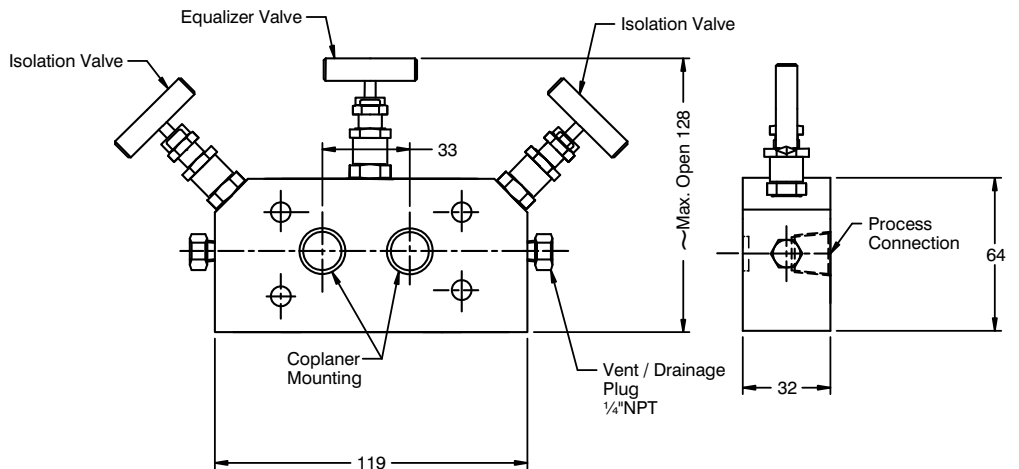 Equalizer Valve
Isolation Valve
Isolation Valve
33
~Max. Open 128
Process
Connection
64
Coplaner
Mounting
Vent / Drainage
Plug
¼"NPT
32
119